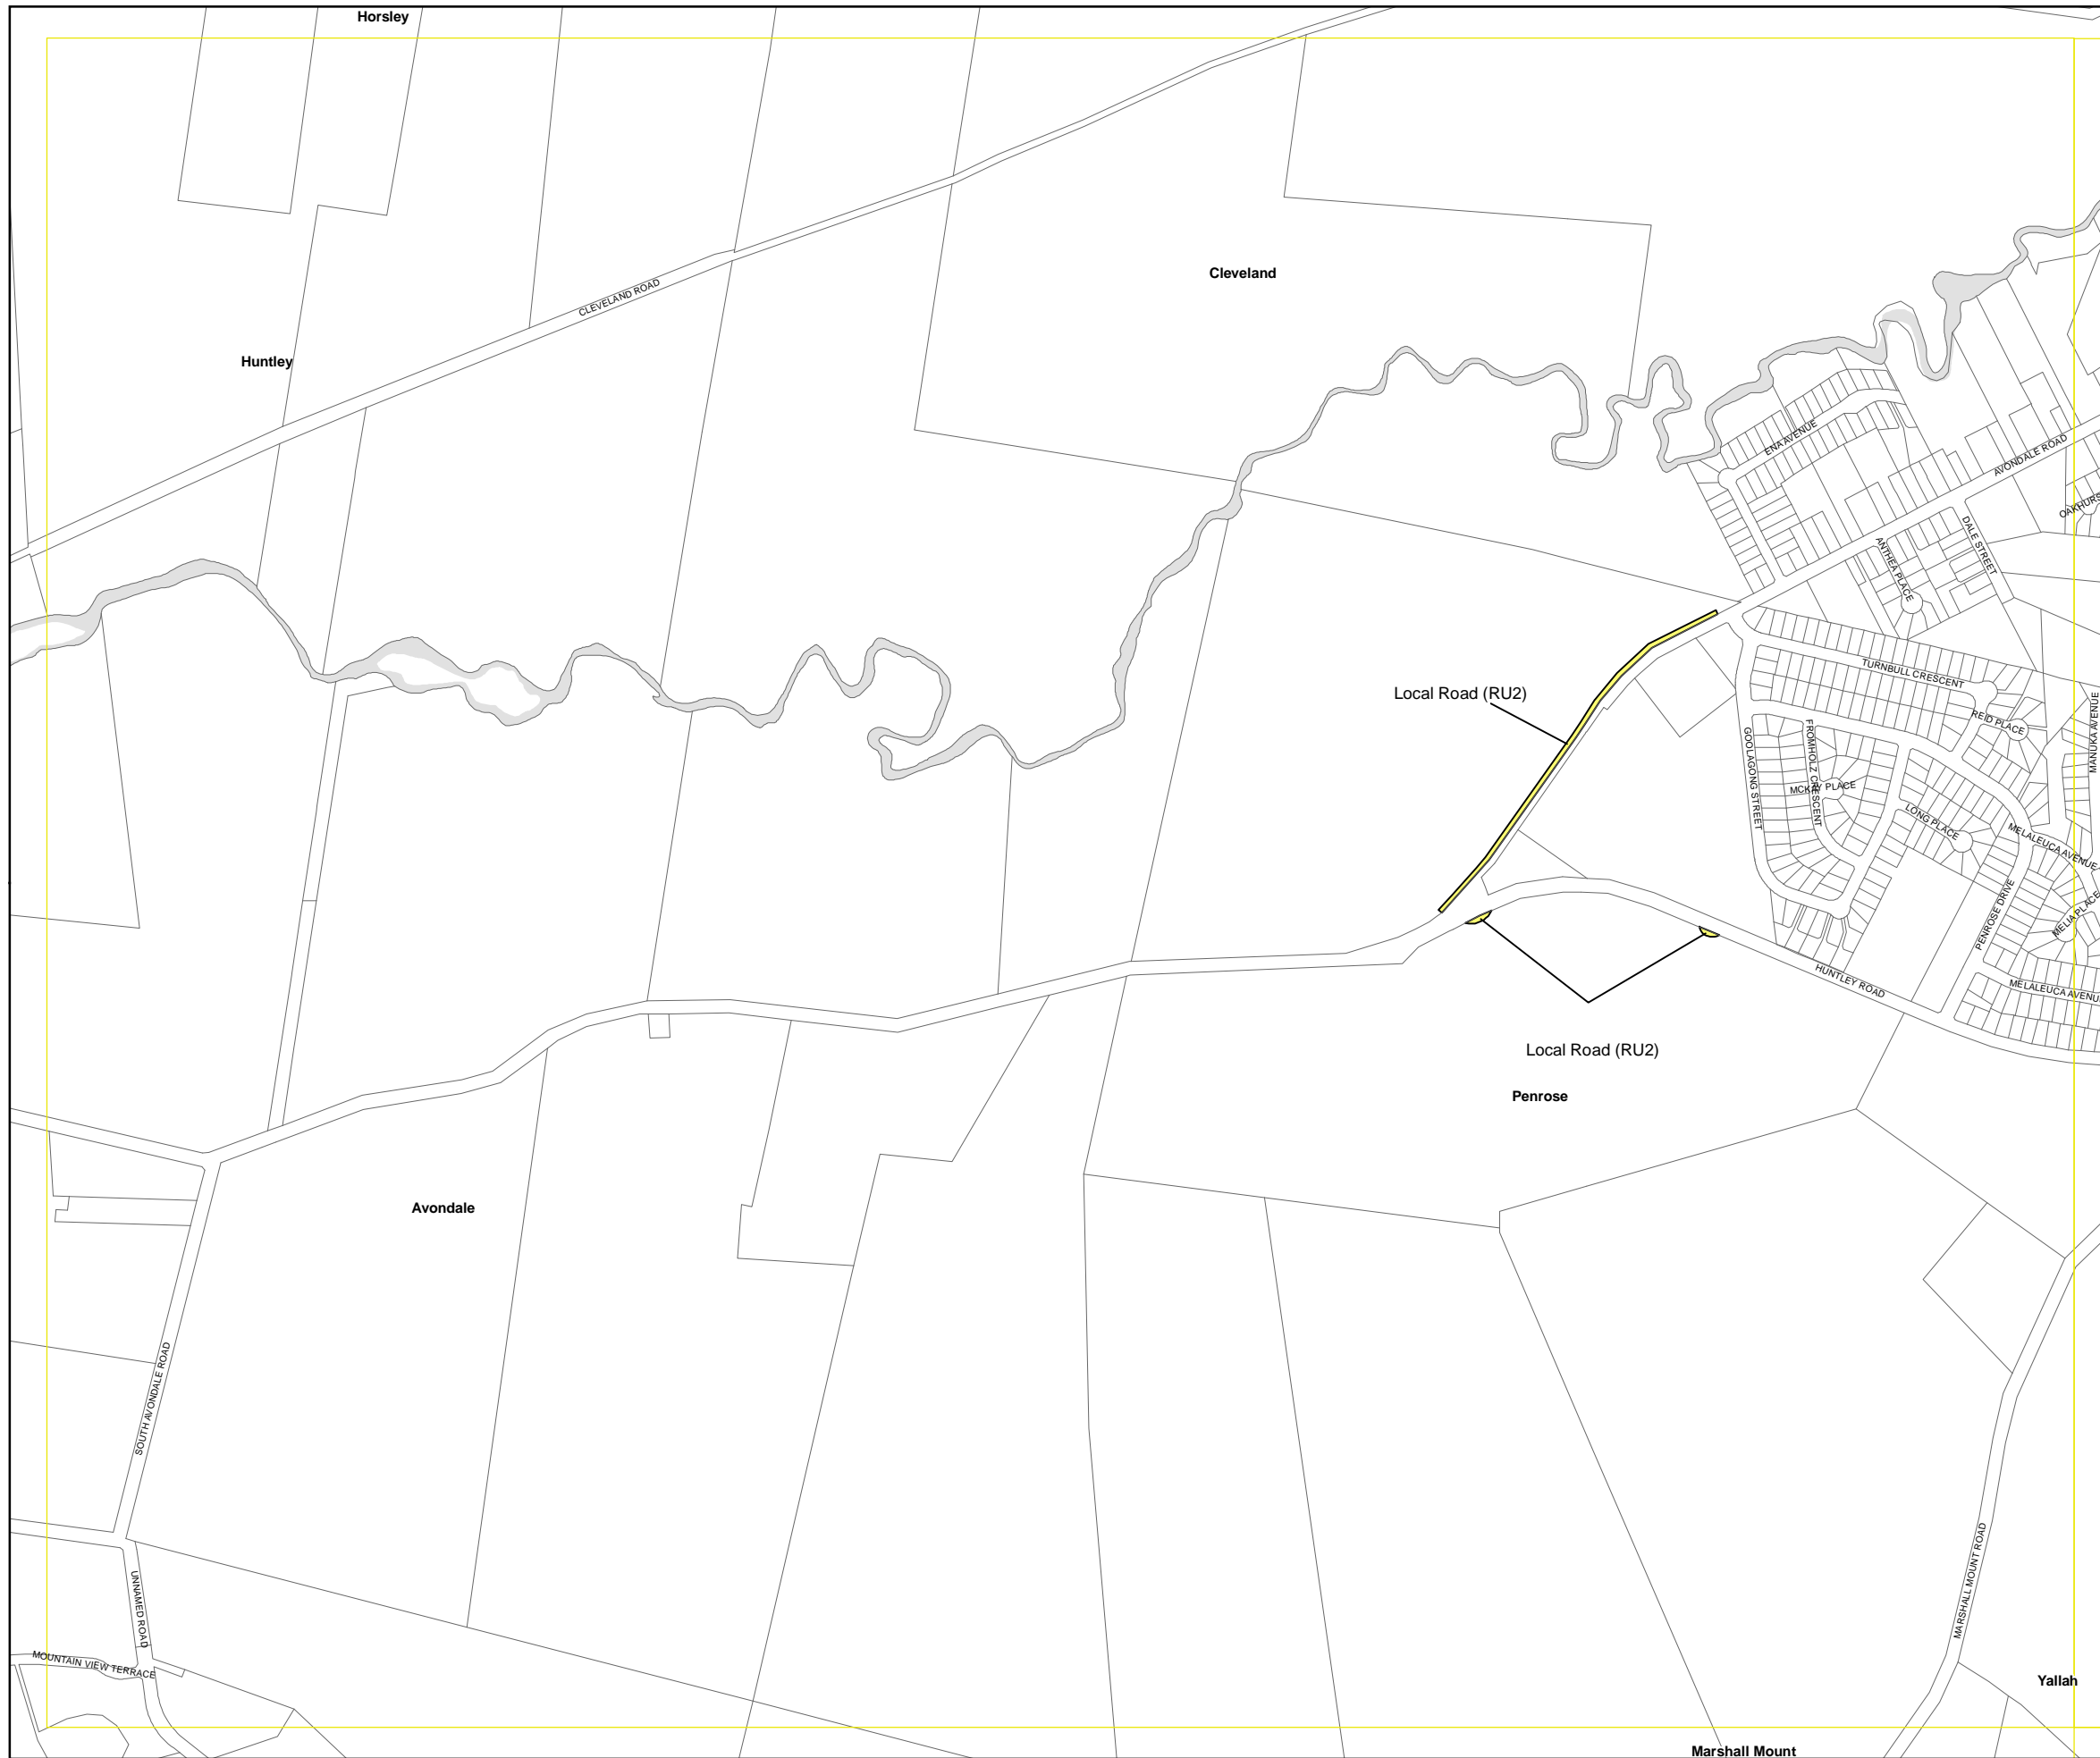 Horsley
Cleveland
CLEVELAND ROAD
Huntley
ENA AVENUE
AVONDALE ROAD
DALE STREET
ANTHEA PLACE
TURNBULL CRESCENT
Local Road (RU2)
REID PLACE
MANUKA AVENUE
GOOLAGONG STREET
FROMHOLZ CRESCENT
MCKAY PLACE
LONG PLACE
MELALEUCA AVENUE
PENROSE DRIVE
MELIA PLACE
HUNTLEY ROAD
MELALEUCA AVENU
Local Road (RU2)
Penrose
Avondale
SOUTH AVONDALE ROAD
MARSHALL MOUNT ROAD
UNNAMED ROAD
MOUNTAIN VIEW TERRACE
Yallah
Marshall Mount